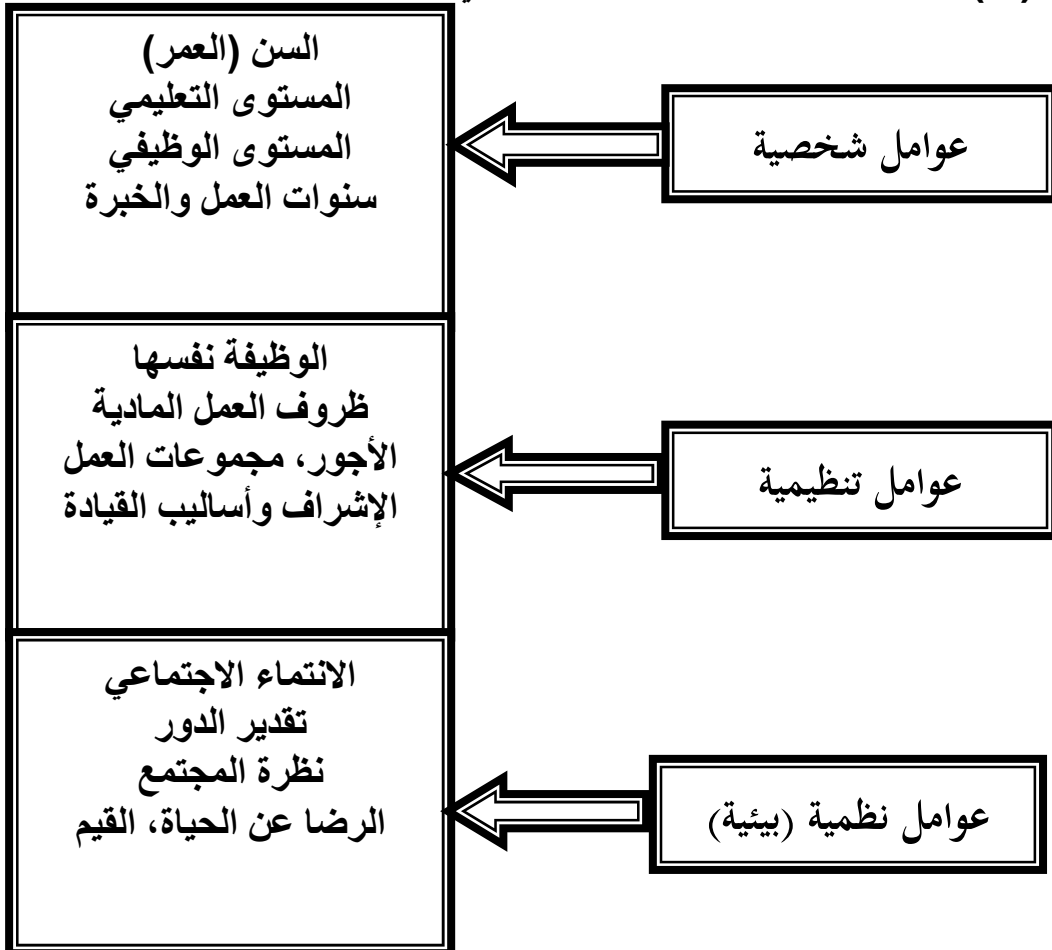 عوامل شخصية
السن (العمر)
المستوى التعليمي
المستوى الوظيفي
سنوات العمل والخبرة
عوامل تنظيمية
الوظيفة نفسها
ظروف العمل المادية
الأجور، مجموعات العمل
الإشراف وأساليب القيادة
عوامل نظمية (بيئية)
الانتماء الاجتماعي
تقدير الدور
نظرة المجتمع
الرضا عن الحياة، القيم